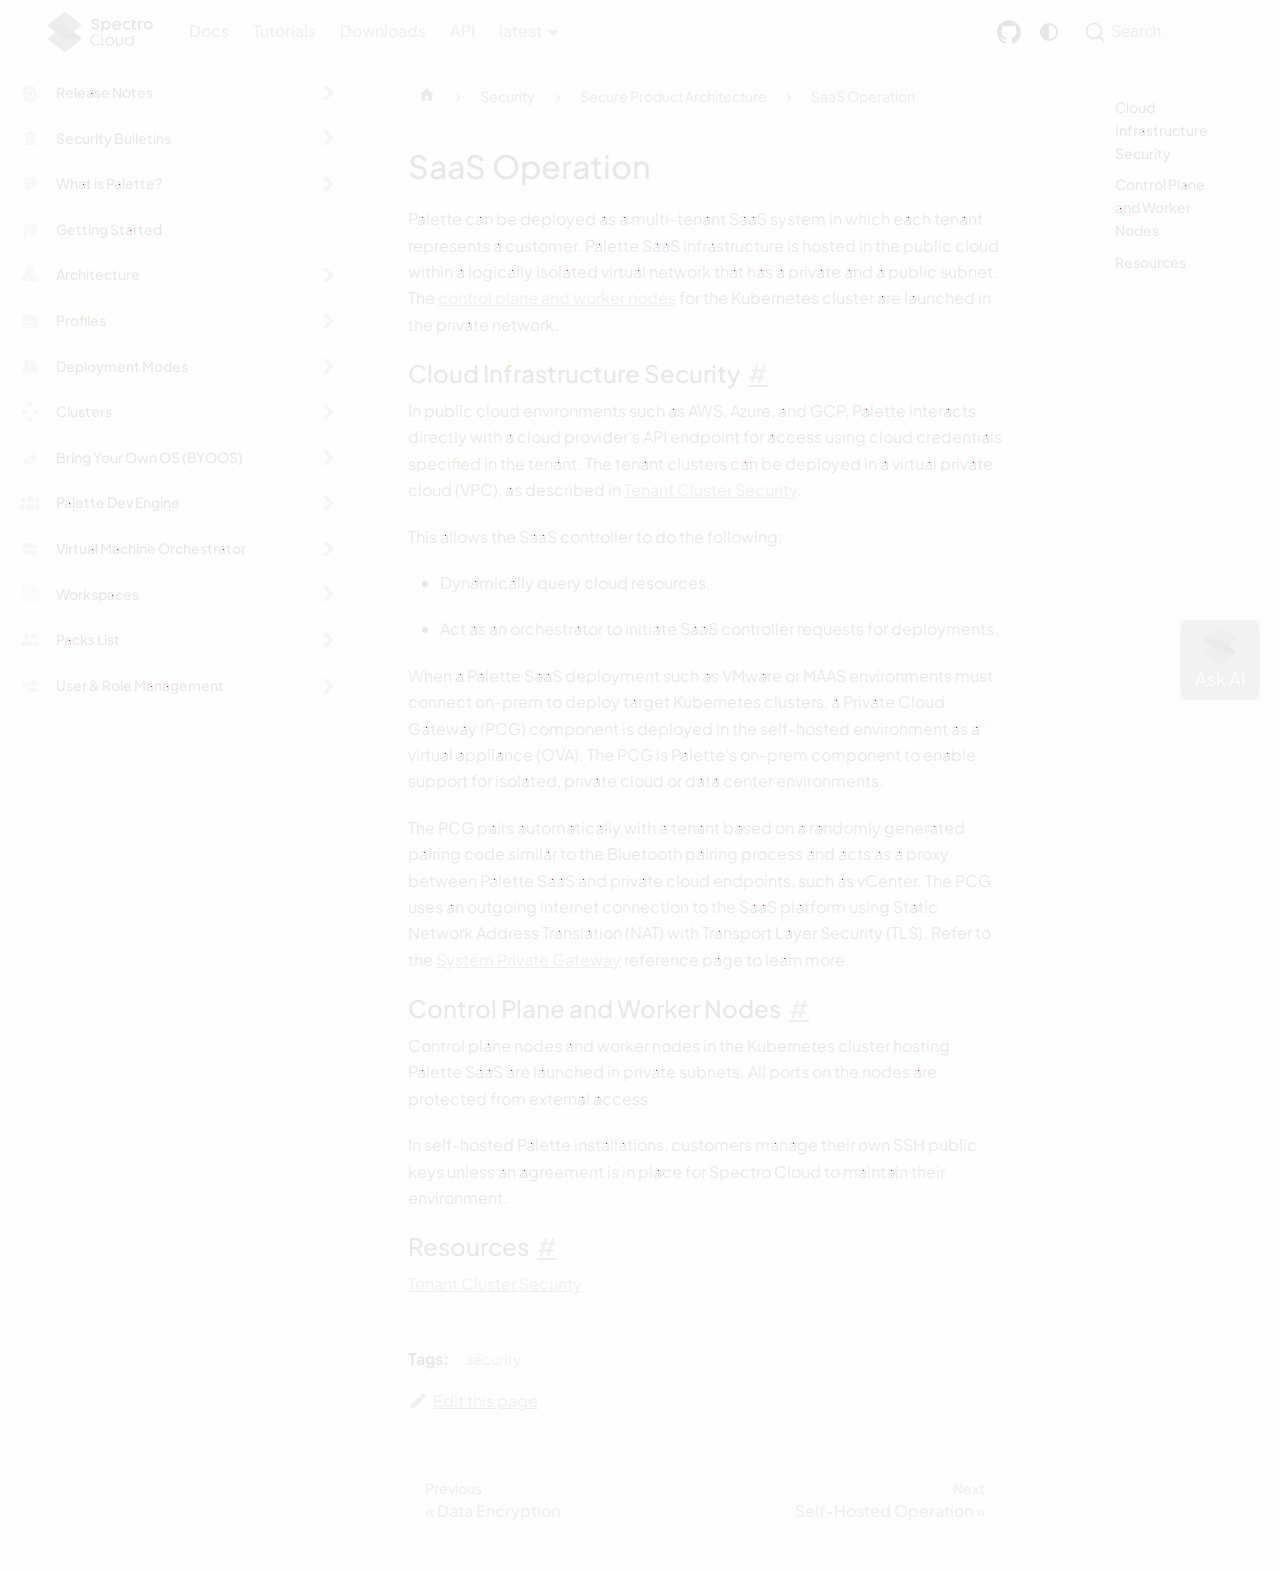 Spectro
Cloud
Docs
Tutorials
Downloads
API
latest
Search
Release Notes
Security Bulletins
What is Palette?
Getting Started
Architecture
Profiles
Deployment Modes
Clusters
Bring Your Own OS (BYOOS)
Palette Dev Engine
Virtual Machine Orchestrator
Workspaces
Packs List
User & Role Management
Security
Secure Product Architecture
SaaS Operation
SaaS Operation
Palette can be deployed as a multi-tenant SaaS system in which each tenant
represents a customer. Palette SaaS infrastructure is hosted in the public cloud
within a logically isolated virtual network that has a private and a public subnet.
The control plane and worker nodes for the Kubernetes cluster are launched in
the private network.
Cloud Infrastructure Security #
In public cloud environments such as AWS, Azure, and GCP, Palette interacts
directly with a cloud provider's API endpoint for access using cloud credentials
specified in the tenant. The tenant clusters can be deployed in a virtual private
cloud (VPC), as described in Tenant Cluster Security.
This allows the SaaS controller to do the following:
Dynamically query cloud resources.
Act as an orchestrator to initiate SaaS controller requests for deployments.
When a Palette SaaS deployment such as VMware or MAAS environments must
connect on-prem to deploy target Kubernetes clusters, a Private Cloud
Gateway (PCG) component is deployed in the self-hosted environment as a
virtual appliance (OVA). The PCG is Palette's on-prem component to enable
support for isolated, private cloud or data center environments.
The PCG pairs automatically with a tenant based on a randomly generated
pairing code similar to the Bluetooth pairing process and acts as a proxy
between Palette SaaS and private cloud endpoints, such as vCenter. The PCG
uses an outgoing internet connection to the SaaS platform using Static
Network Address Translation (NAT) with Transport Layer Security (TLS). Refer to
the System Private Gateway reference page to learn more.
Control Plane and Worker Nodes #
Control plane nodes and worker nodes in the Kubernetes cluster hosting
Palette SaaS are launched in private subnets. All ports on the nodes are
protected from external access.
In self-hosted Palette installations, customers manage their own SSH public
keys unless an agreement is in place for Spectro Cloud to maintain their
environment.
Resources #
Tenant Cluster Security
Tags: security
Edit this page
Previous
« Data Encryption
Next
Self-Hosted Operation »
Cloud
Infrastructure
Security
Control Plane
and Worker
Nodes
Resources
Ask AI